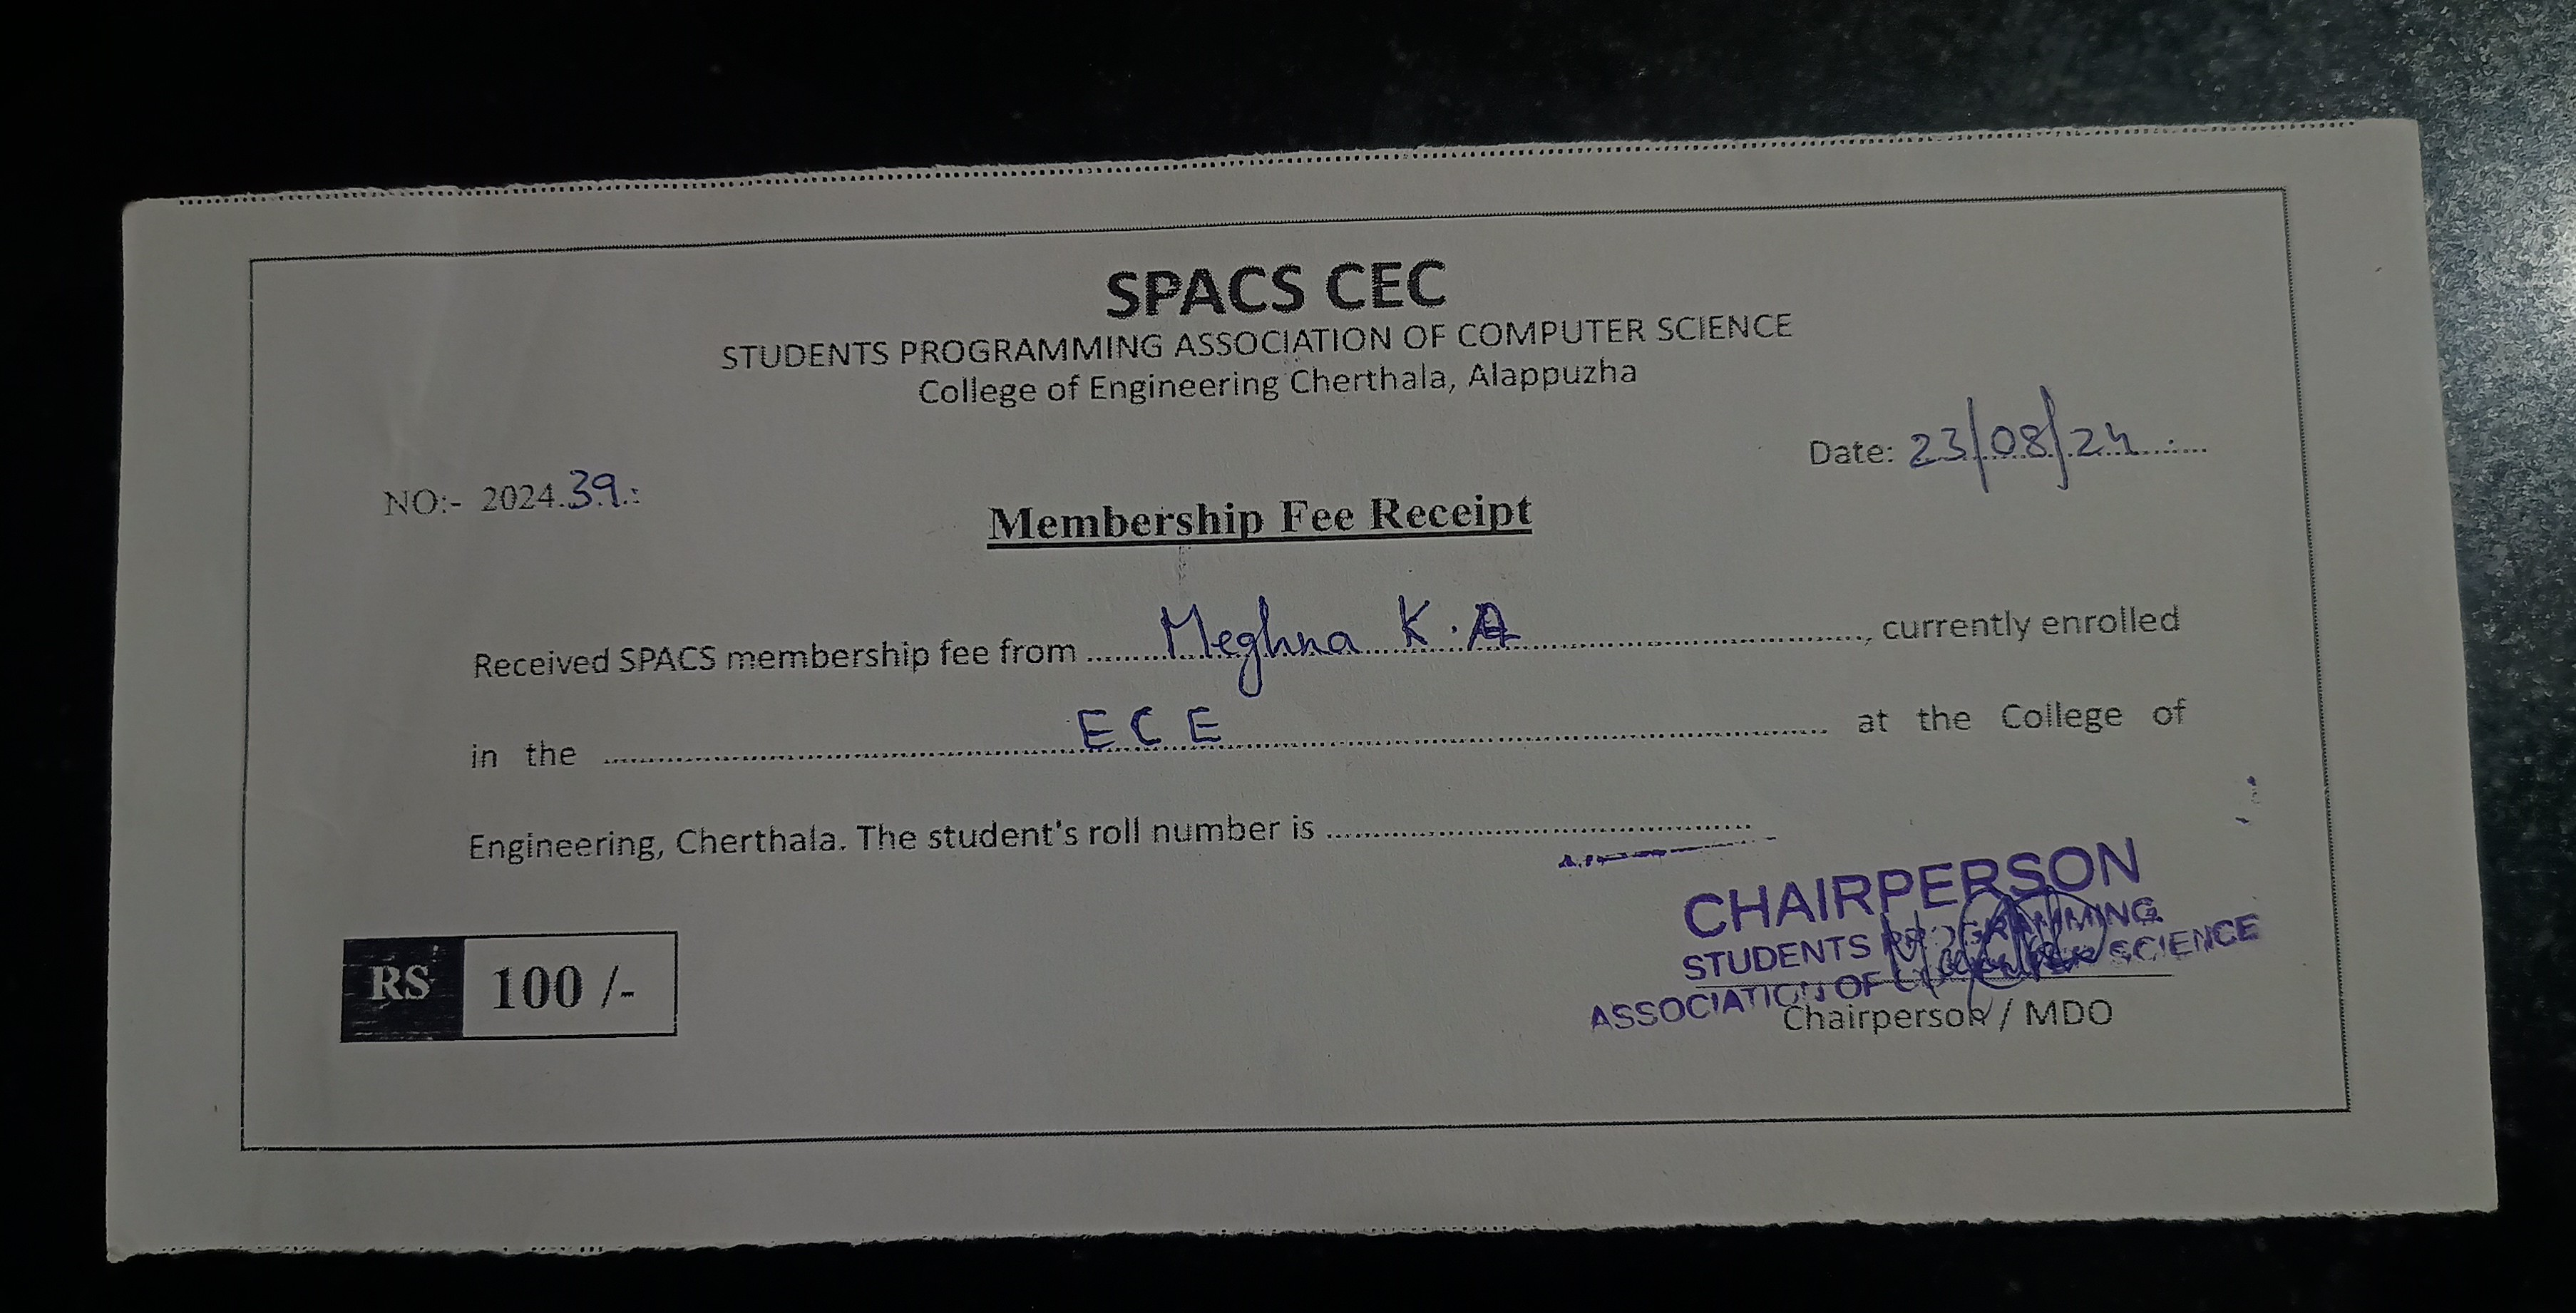 SPACS CEC
STUDENTS PROGRAMMING ASSOCIATION OF COMPUTER SCIENCE
College of Engineering Cherthala, Alappuzha
Date: 23/08/24
NO:- 2024.39
Membership Fee Receipt
Received SPACS membership fee from Meghna K.A, currently enrolled
in the ECE at the College of
Engineering, Cherthala. The student's roll number is
RS 100 /-
CHAIRPERSON
STUDENTS PROGRAMMING
ASSOCIATION OF COMPUTER SCIENCE
Chairperson / MDO